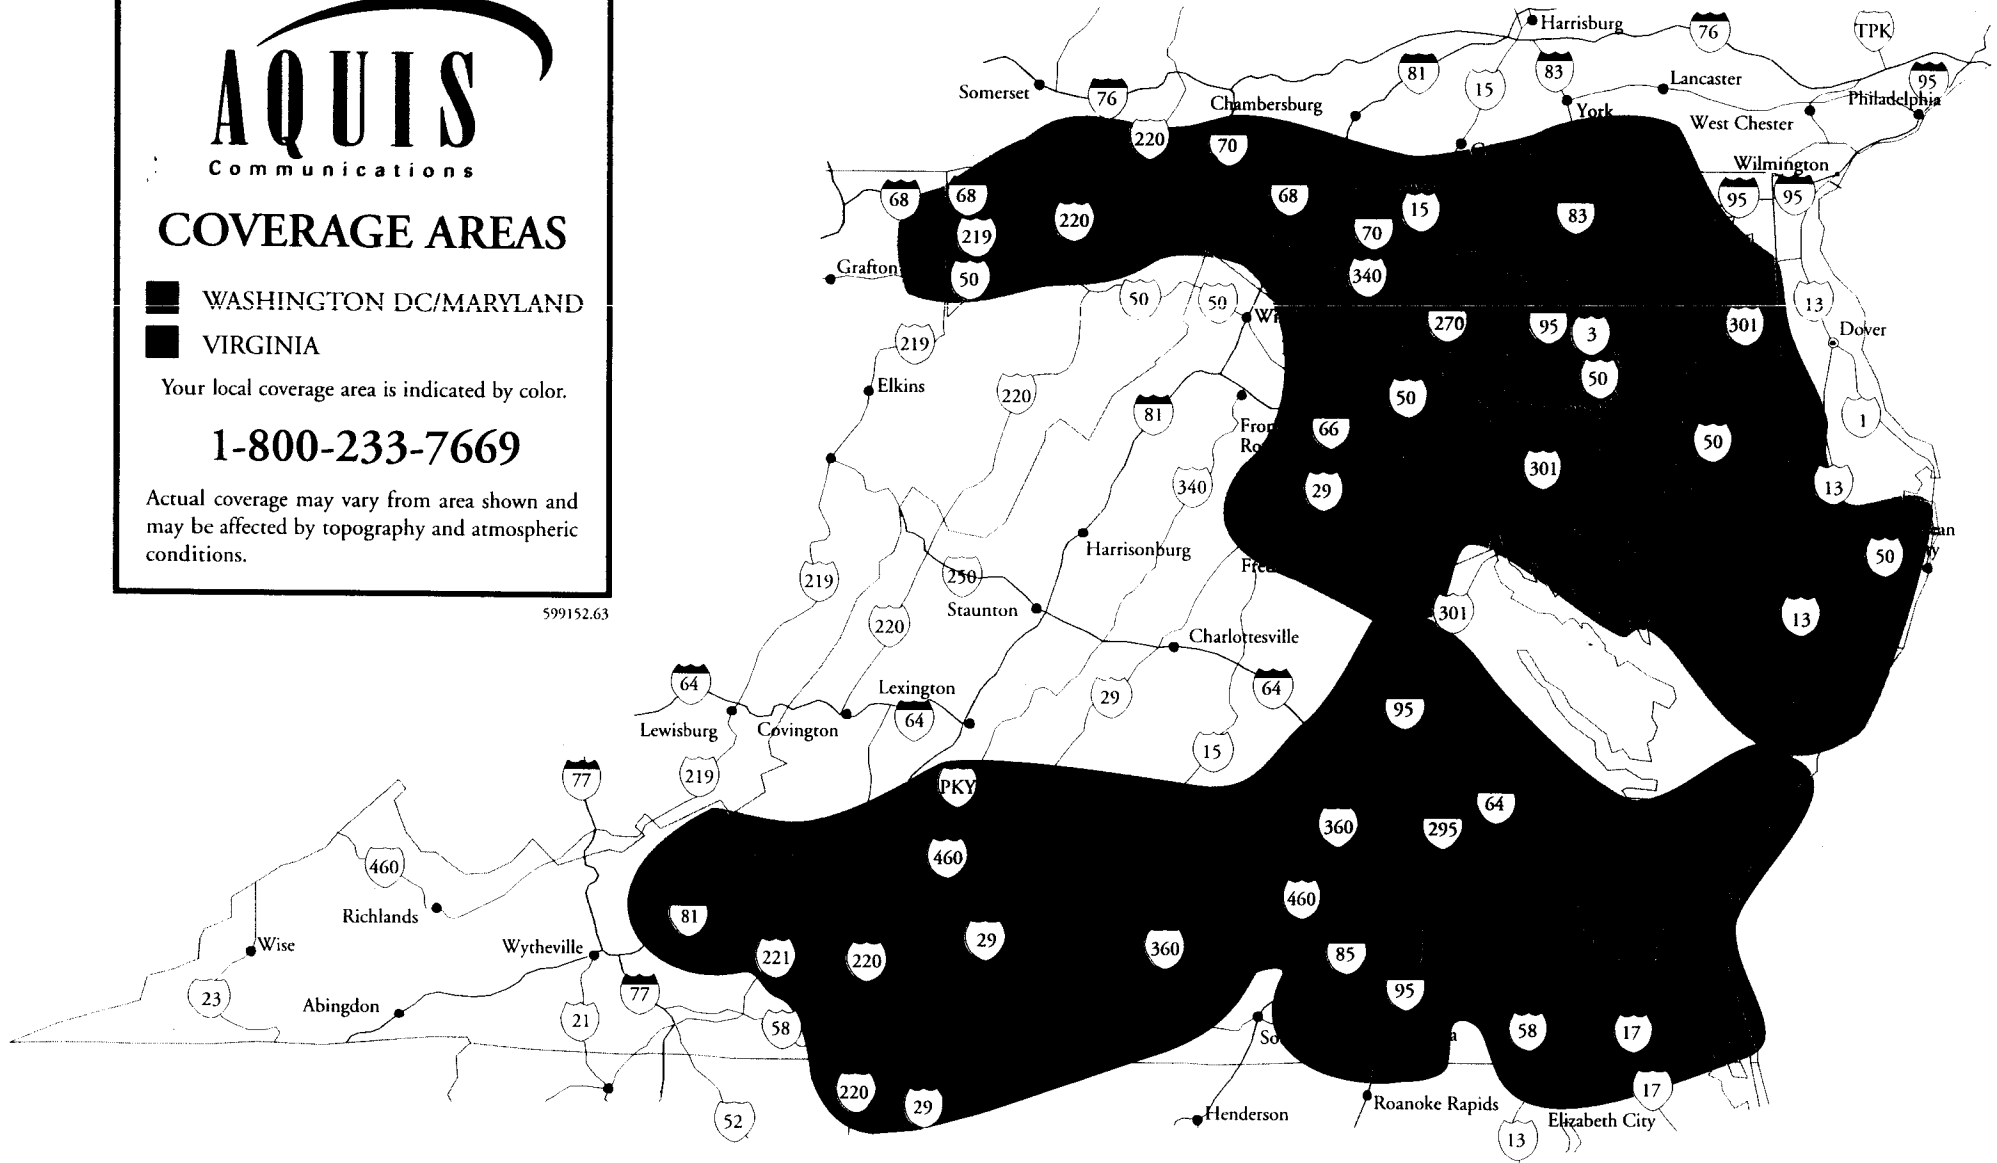 AQUIS
Communications
COVERAGE AREAS
WASHINGTON DC/MARYLAND
VIRGINIA
Your local coverage area is indicated by color.
1-800-233-7669
Actual coverage may vary from area shown and
may be affected by topography and atmospheric
conditions.
599152.63
Harrisburg
76
TPK
81
83
Lancaster
95
Somerset
76
15
Chambersburg
York
Philadelphia
West Chester
220
70
Wilmington
68
68
68
15
95
95
220
219
70
83
Grafton
50
340
50
50
13
Wi
270
95
3
301
Dover
219
50
Elkins
220
50
81
1
Fron
Ro
66
50
301
340
29
13
Harrisonburg
50
250
Fre
219
Staunton
301
13
220
Charlottesville
64
Lexington
64
29
64
95
Lewisburg
Covington
15
77
219
PKY
64
360
295
460
460
Richlands
460
81
Wise
Wytheville
29
360
221
220
85
23
77
95
Abingdon
21
58
So
a
58
17
220
29
17
52
Henderson
Roanoke Rapids
Elizabeth City
13